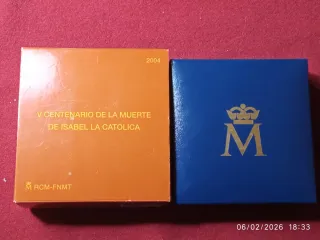 2004
V CENTENARIO DE LA MUERTE
DE ISABEL LA CATOLICA
M RCM-FNMT
M
06/02/2026 18:33